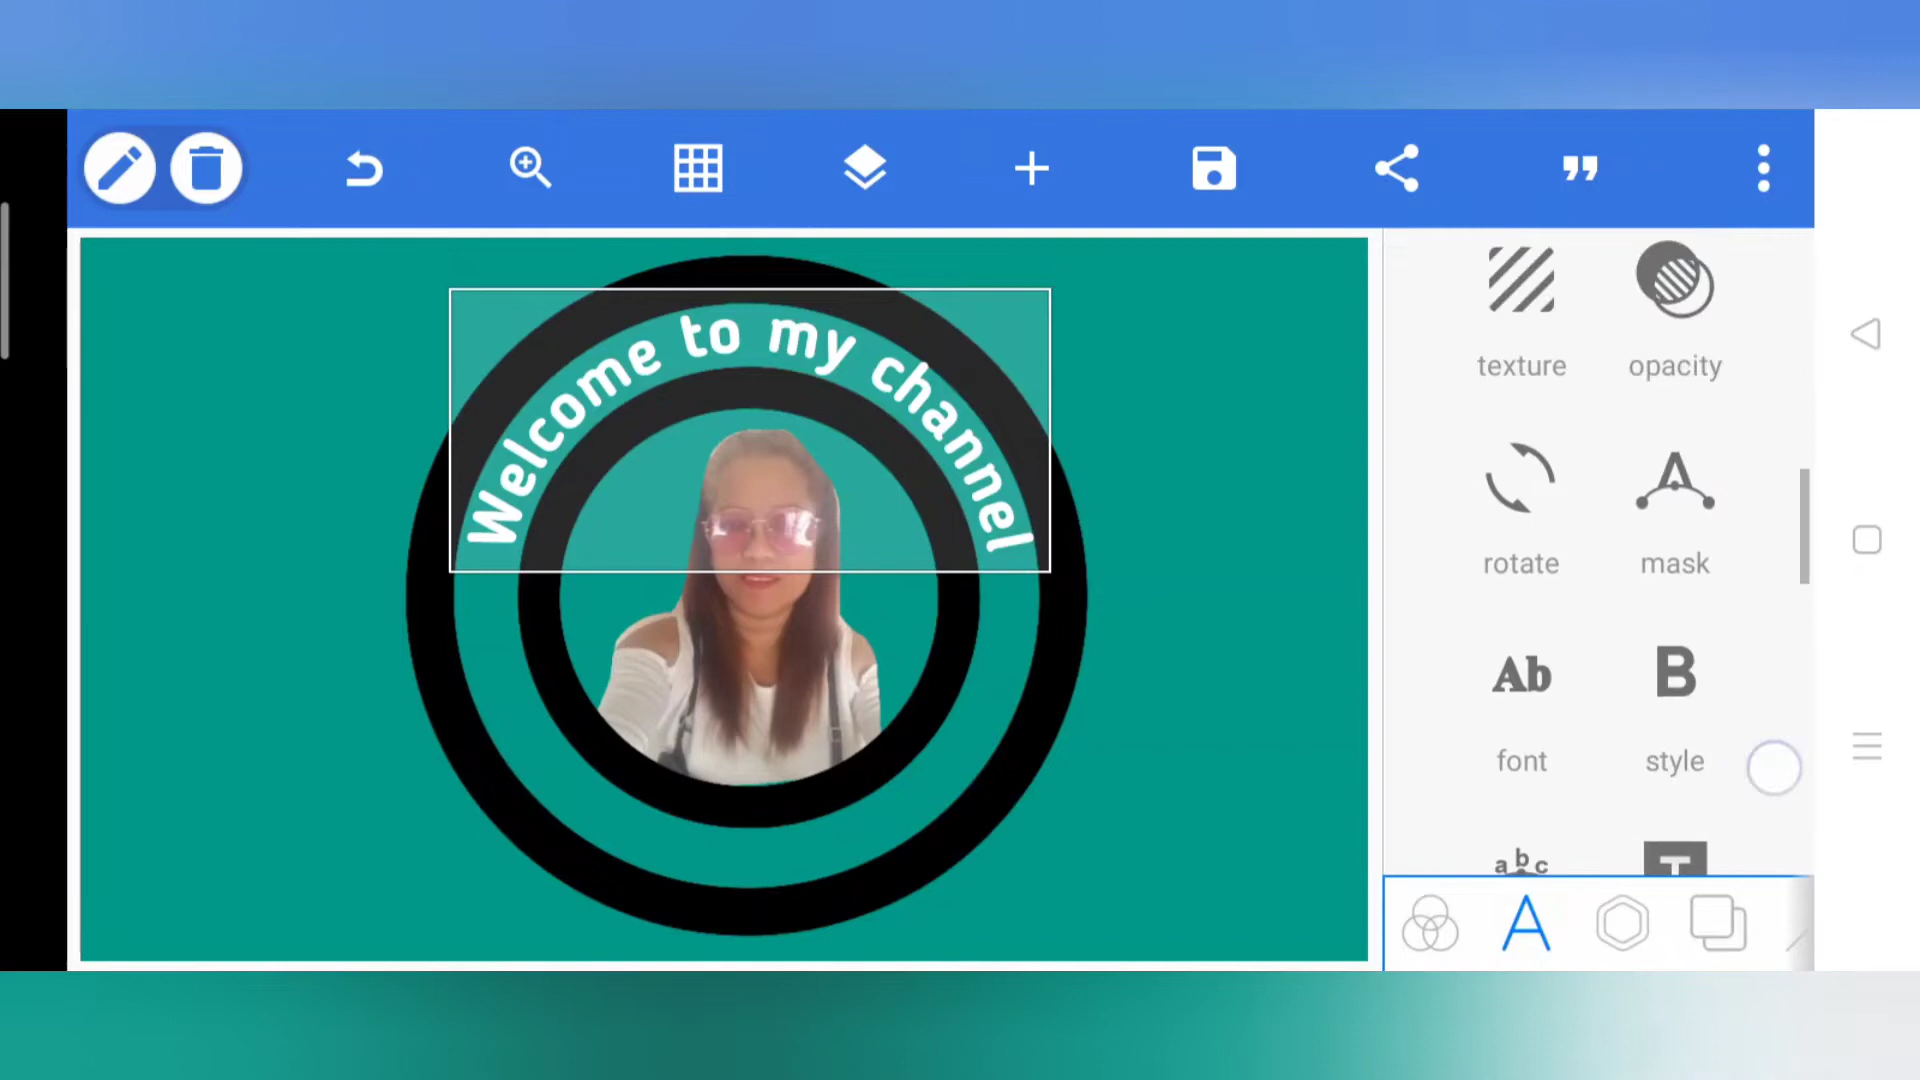 Welcome to my channel
texture
opacity
rotate
mask
Ab
B
font
style
abc
T
A